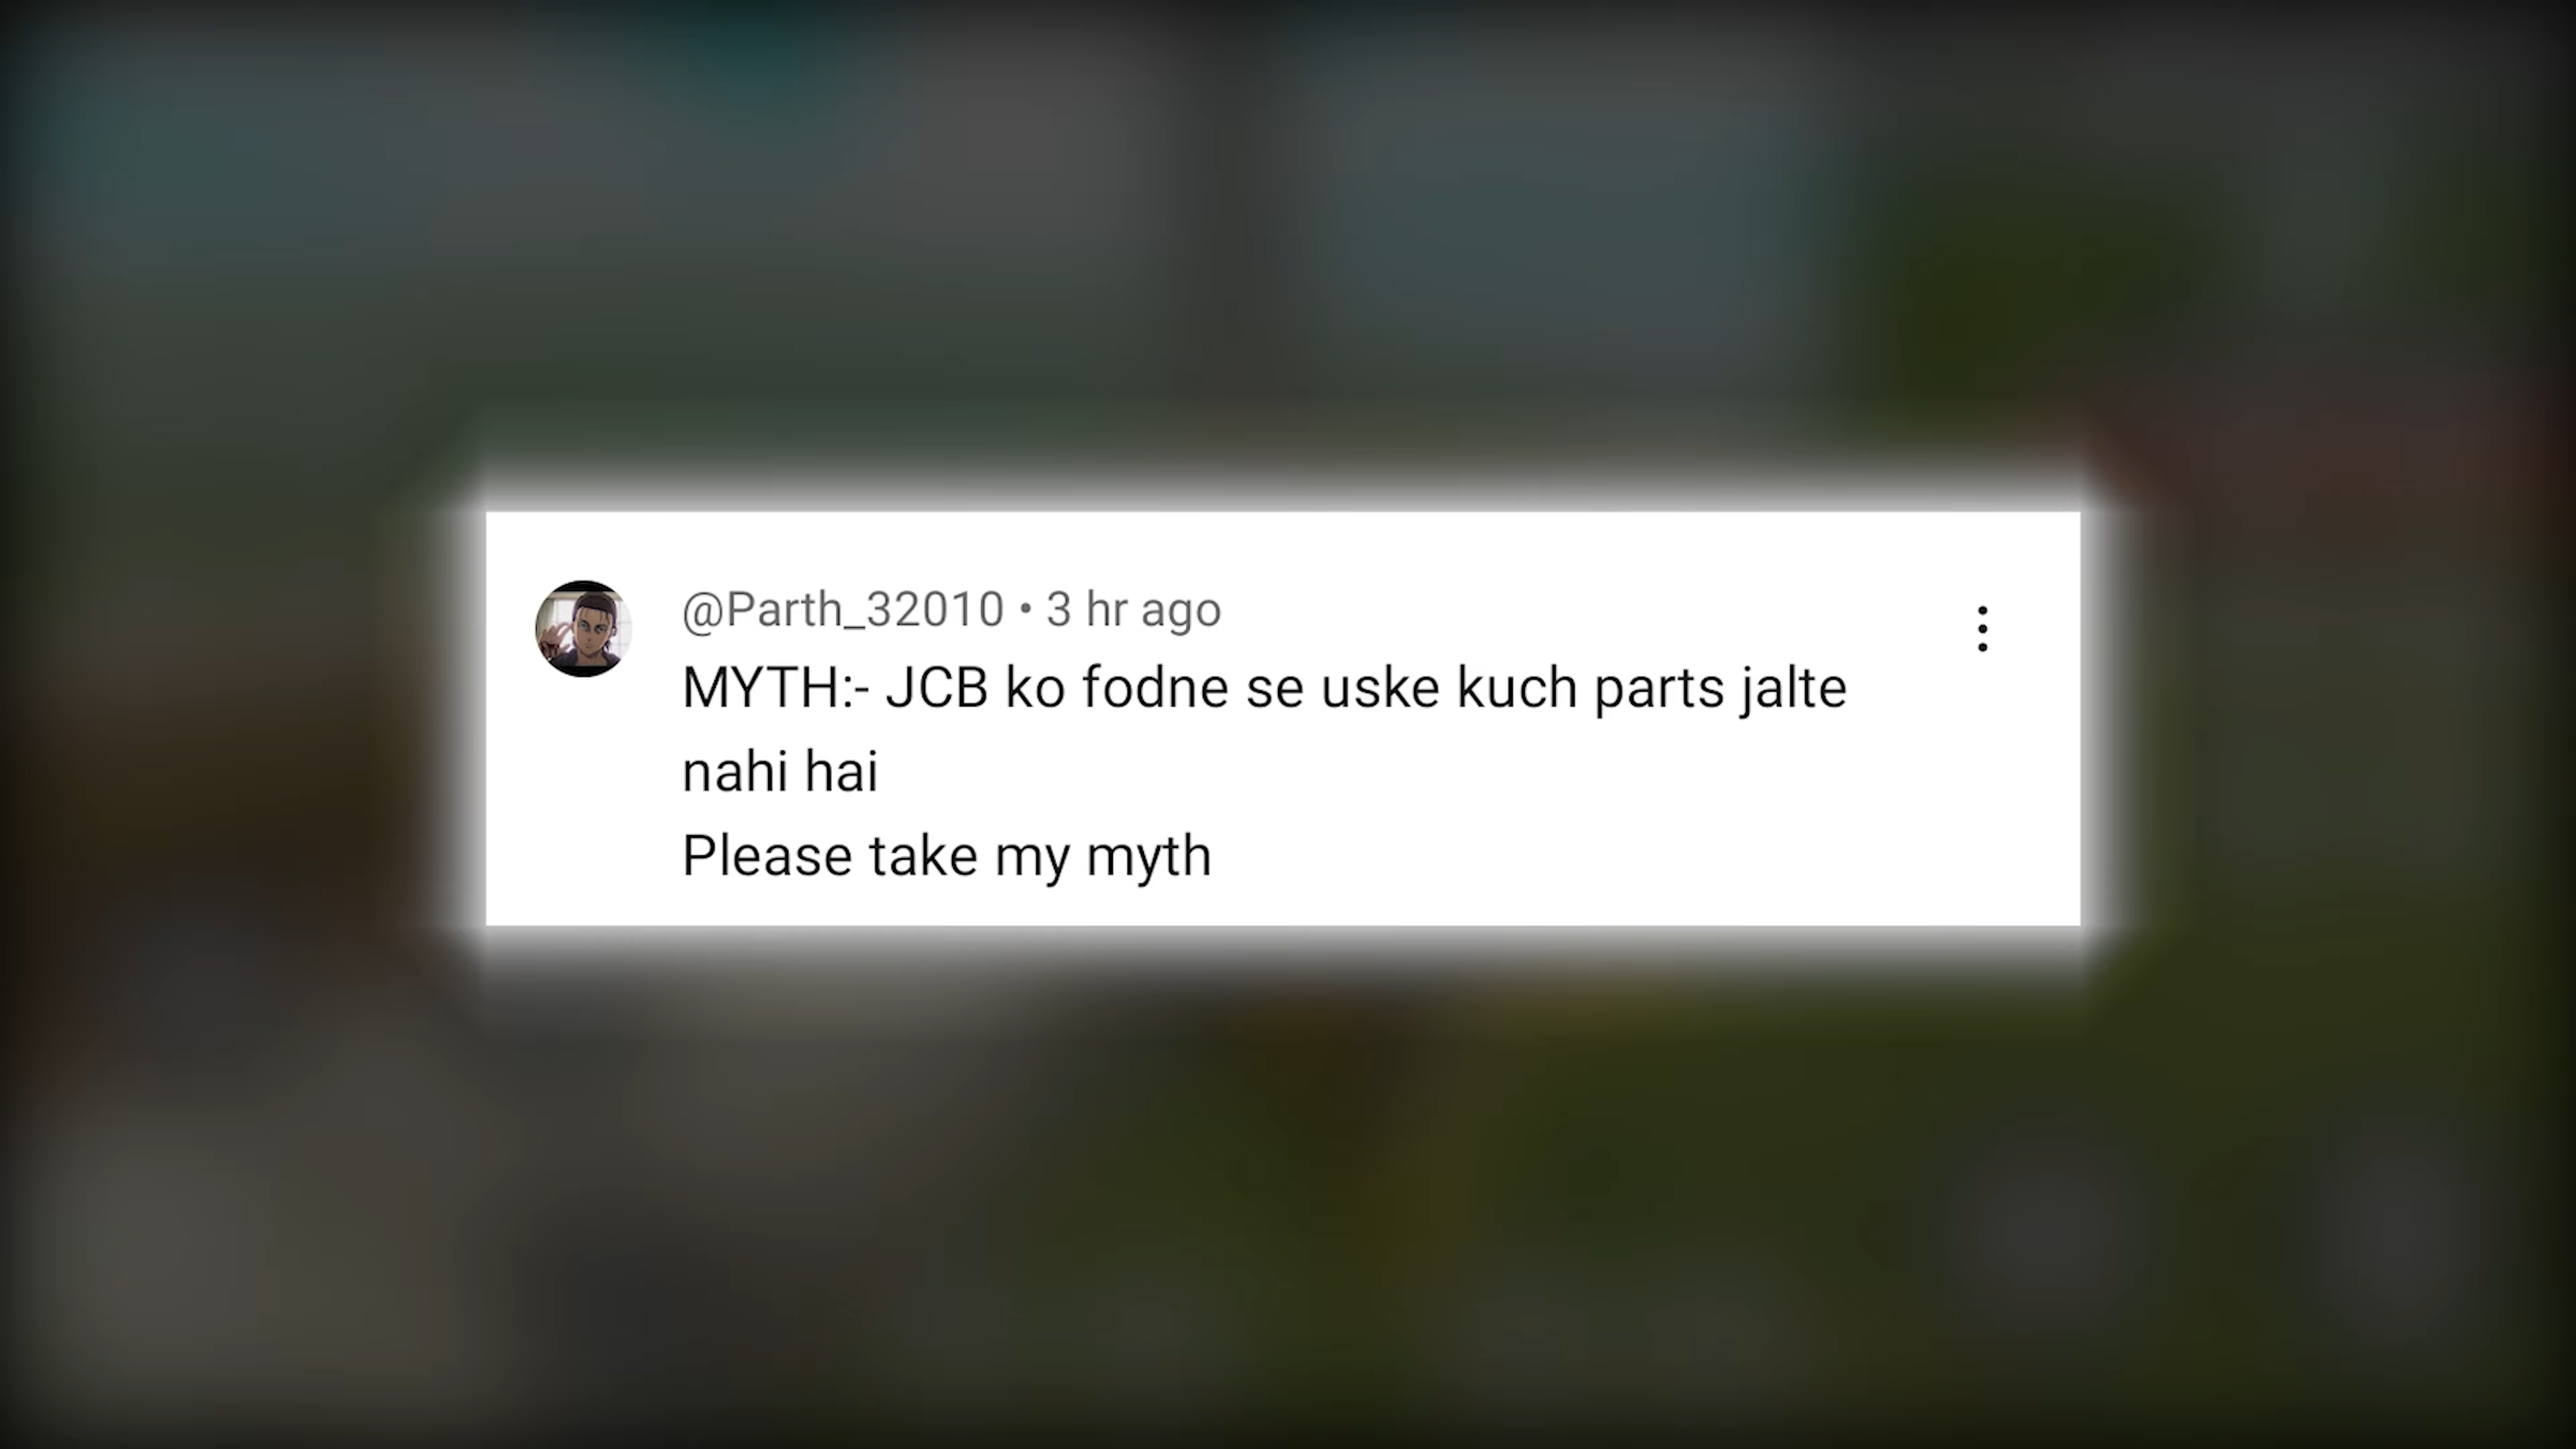 @Parth_32010 • 3 hr ago
MYTH:- JCB ko fodne se uske kuch parts jalte
nahi hai
Please take my myth